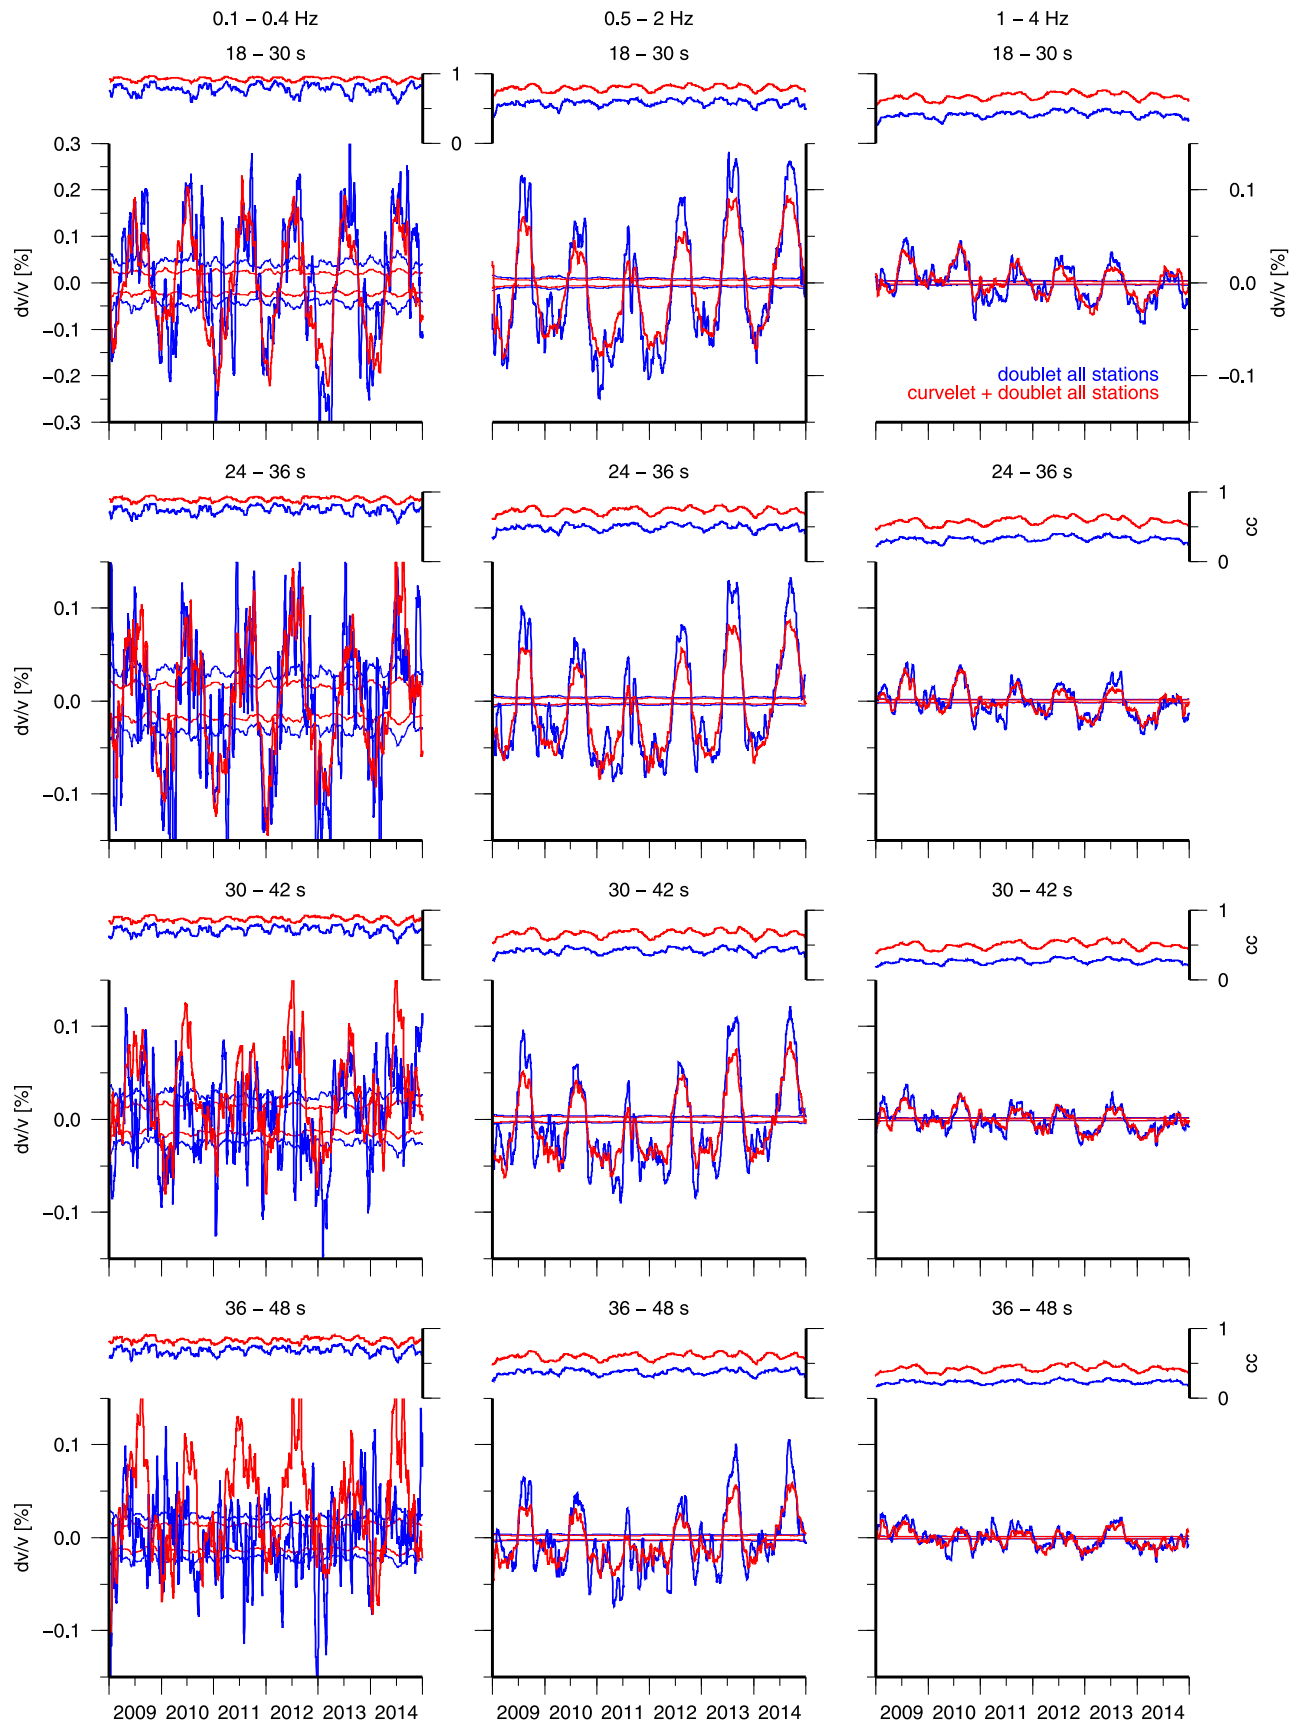 0.1 – 0.4 Hz
0.5 – 2 Hz
1 – 4 Hz
18 – 30 s
18 – 30 s
18 – 30 s
1
0
0.3
0.2
0.1
0.0
−0.1
−0.2
−0.3
dv/v [%]
0.1
0.0
−0.1
dv/v [%]
doublet all stations
curvelet + doublet all stations
24 – 36 s
24 – 36 s
24 – 36 s
1
0
cc
0.1
0.0
−0.1
dv/v [%]
30 – 42 s
30 – 42 s
30 – 42 s
1
0
cc
0.1
0.0
−0.1
dv/v [%]
36 – 48 s
36 – 48 s
36 – 48 s
1
0
cc
0.1
0.0
−0.1
dv/v [%]
2009 2010 2011 2012 2013 2014
2009 2010 2011 2012 2013 2014
2009 2010 2011 2012 2013 2014